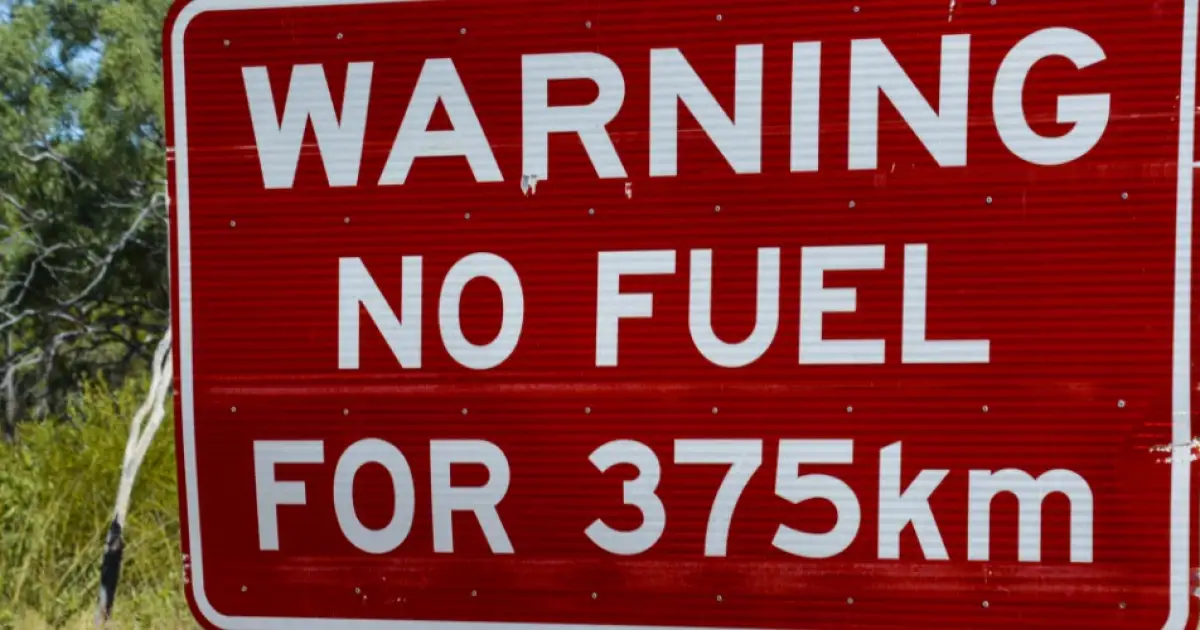 WARNING
NO FUEL
FOR 375km